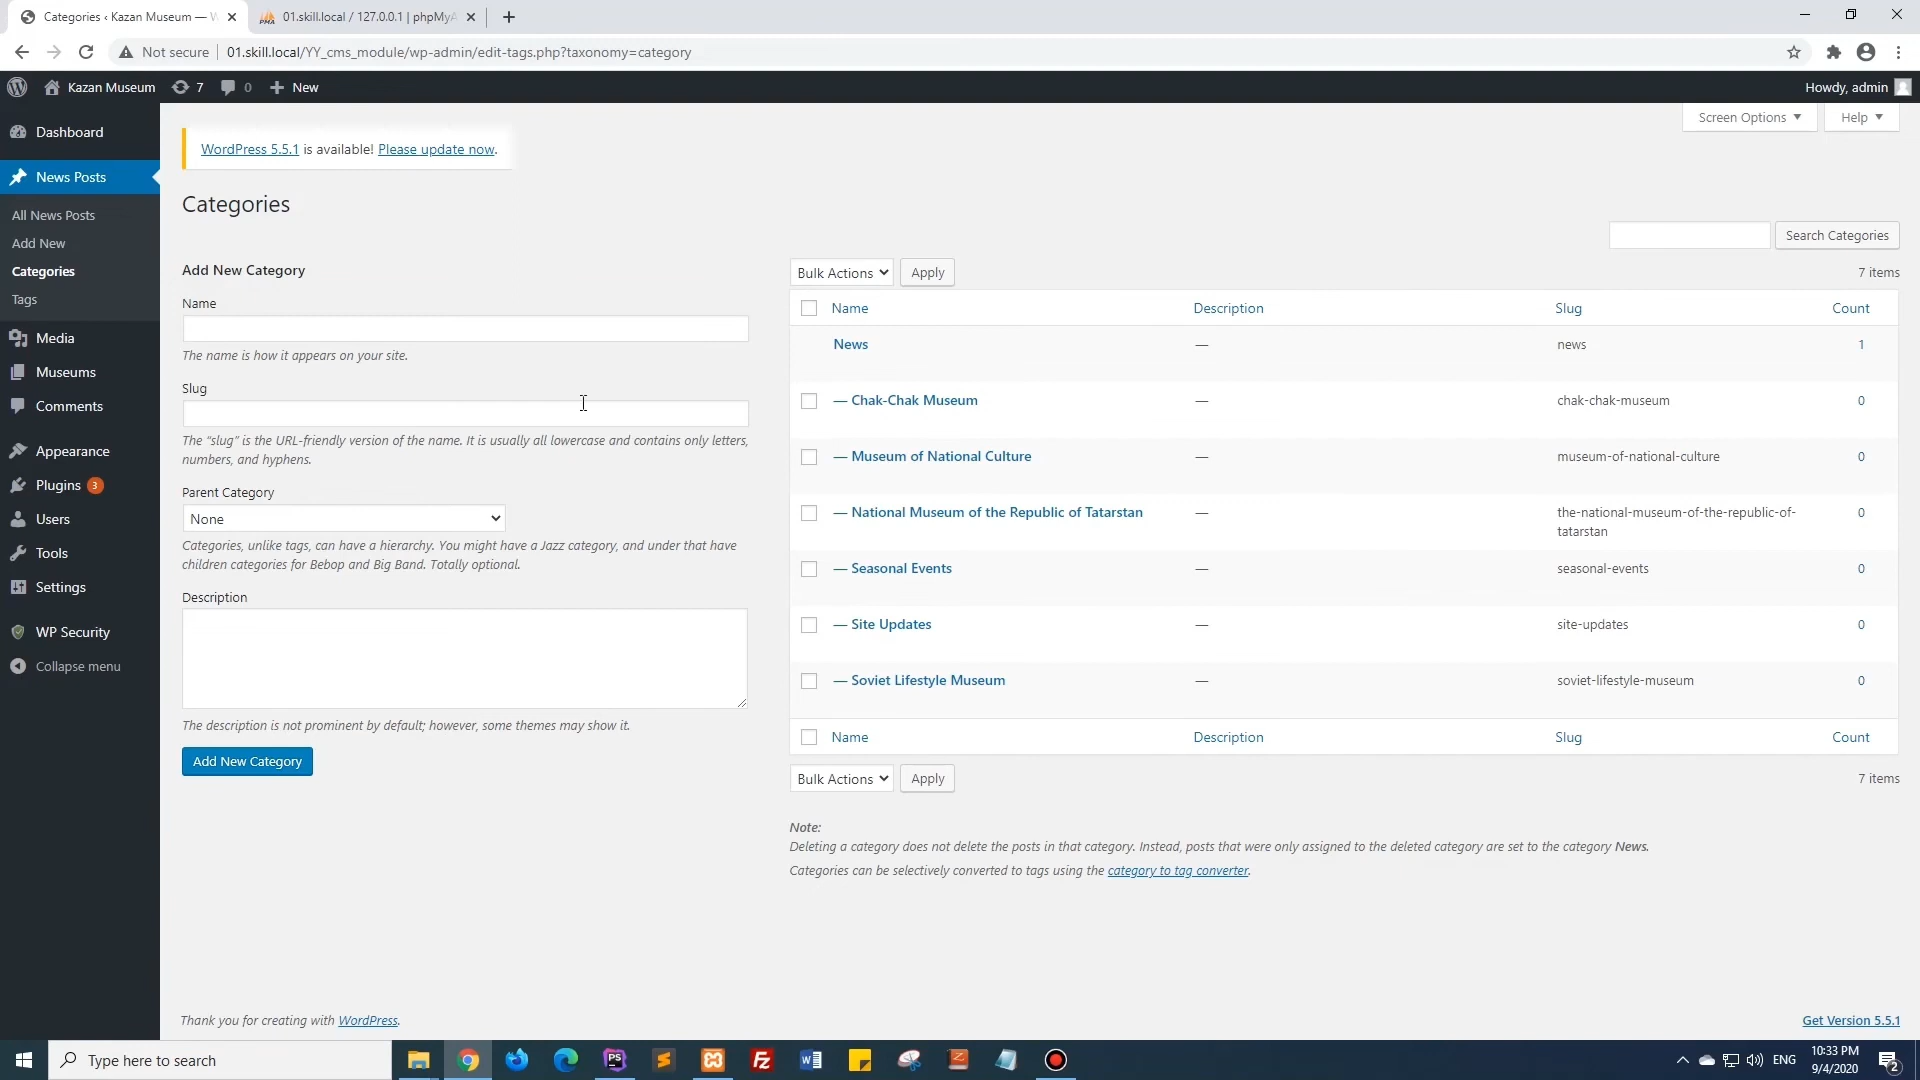 Categories ‹ Kazan Museum — W
01.skill.local / 127.0.0.1 | phpMyA
Not secure
01.skill.local/YY_cms_module/wp-admin/edit-tags.php?taxonomy=category
Kazan Museum
7
0
New
Howdy, admin
Screen Options
Help
Dashboard
News Posts
All News Posts
Add New
Categories
Tags
Media
Museums
Comments
Appearance
Plugins 3
Users
Tools
Settings
WP Security
Collapse menu
WordPress 5.5.1 is available! Please update now.
Categories
Search Categories
Add New Category
Name
The name is how it appears on your site.
Slug
The “slug” is the URL-friendly version of the name. It is usually all lowercase and contains only letters,
numbers, and hyphens.
Parent Category
None
Categories, unlike tags, can have a hierarchy. You might have a Jazz category, and under that have
children categories for Bebop and Big Band. Totally optional.
Description
The description is not prominent by default; however, some themes may show it.
Add New Category
Bulk Actions Apply 7 items
Name Description Slug Count
News — news 1
— Chak-Chak Museum — chak-chak-museum 0
— Museum of National Culture — museum-of-national-culture 0
— National Museum of the Republic of Tatarstan — the-national-museum-of-the-republic-of- 0
tatarstan
— Seasonal Events — seasonal-events 0
— Site Updates — site-updates 0
— Soviet Lifestyle Museum — soviet-lifestyle-museum 0
Name Description Slug Count
Bulk Actions Apply 7 items
Note:
Deleting a category does not delete the posts in that category. Instead, posts that were only assigned to the deleted category are set to the category News.
Categories can be selectively converted to tags using the category to tag converter.
Thank you for creating with WordPress.
Get Version 5.5.1
Type here to search
ENG
10:33 PM
9/4/2020
2